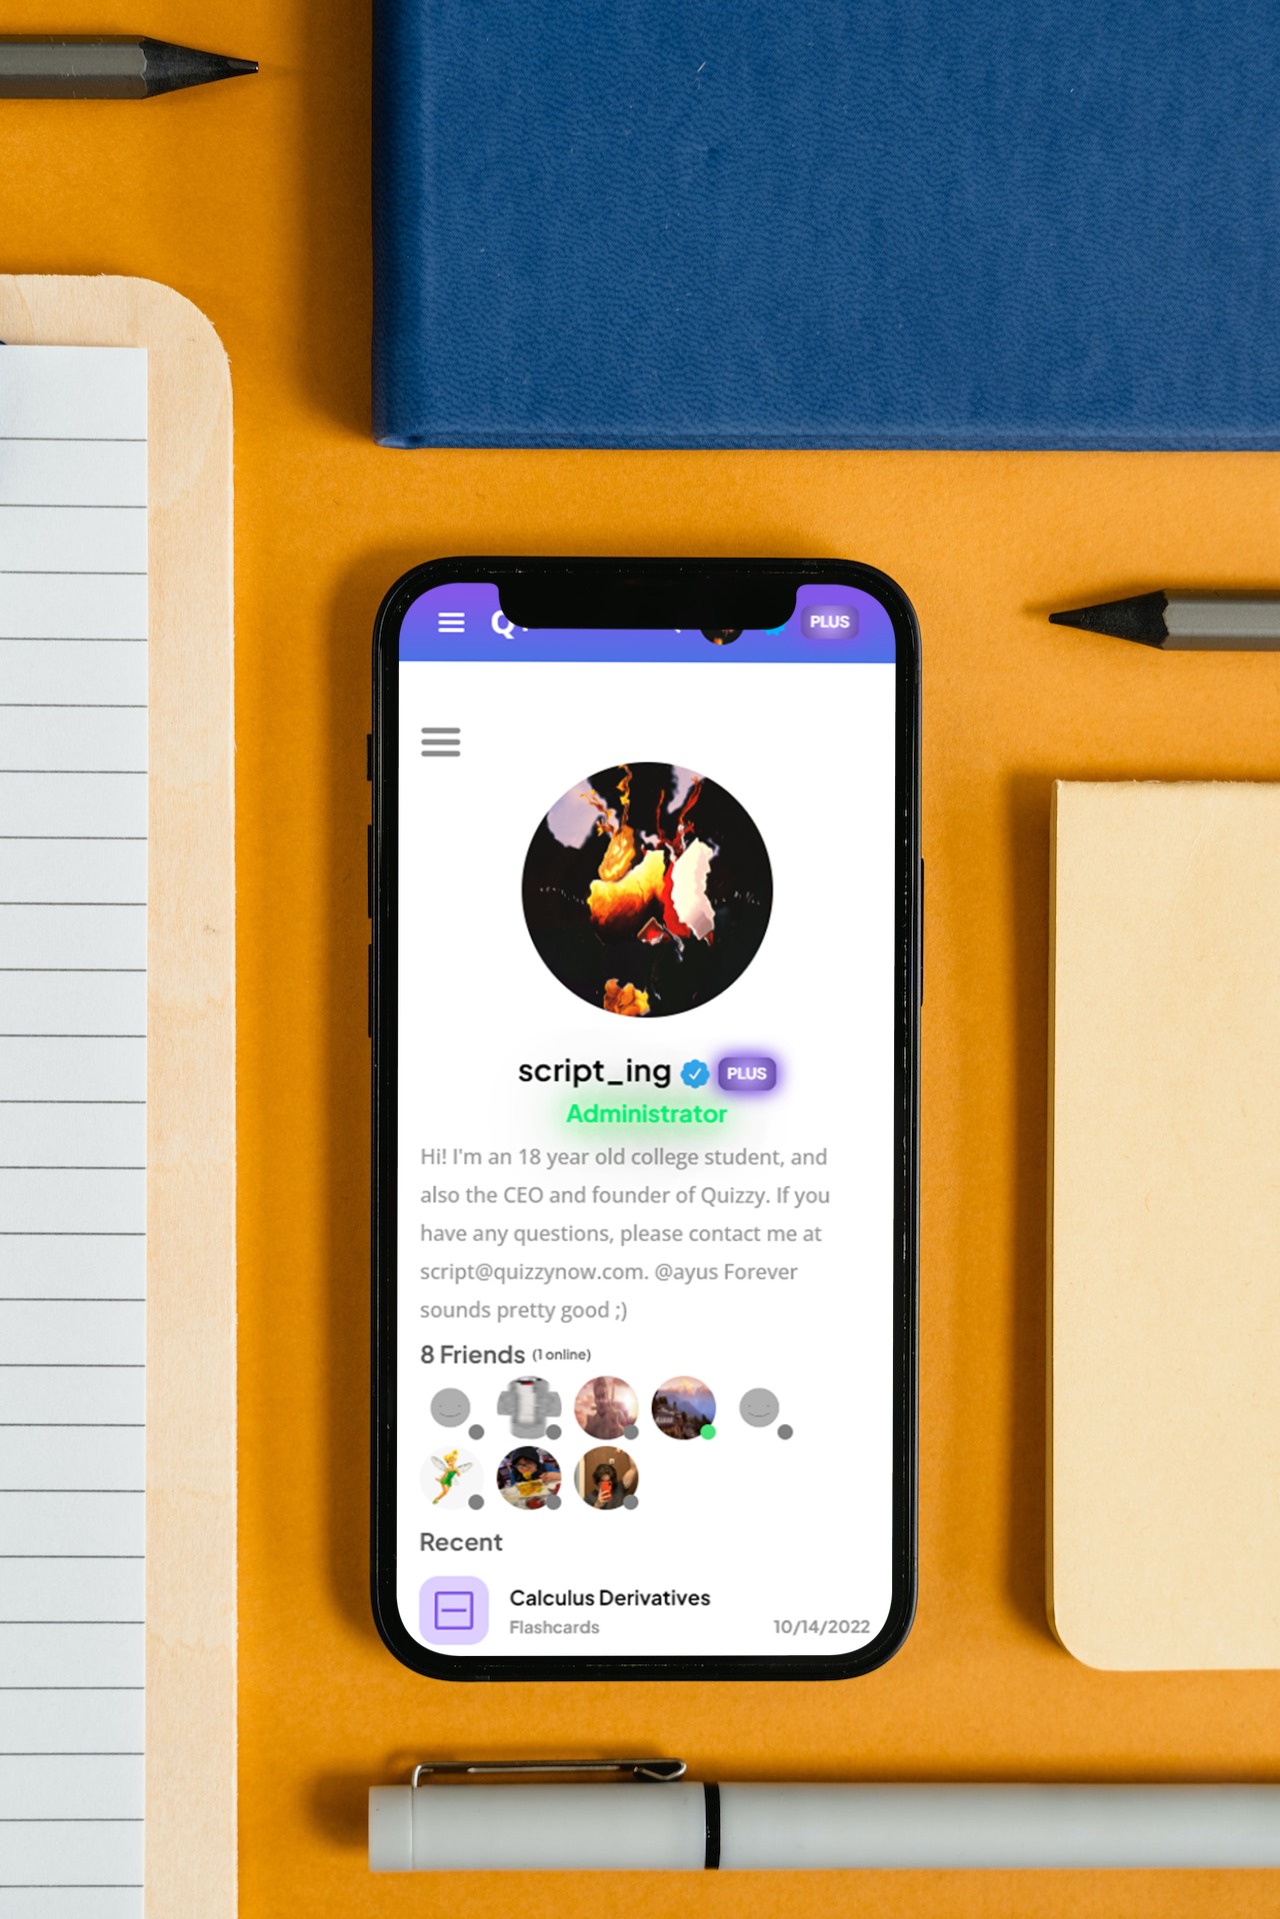 PLUS
script_ing PLUS
Administrator
Hi! I'm an 18 year old college student, and
also the CEO and founder of Quizzy. If you
have any questions, please contact me at
script@quizzynow.com. @ayus Forever
sounds pretty good ;)
8 Friends (1 online)
Recent
Calculus Derivatives
Flashcards 10/14/2022